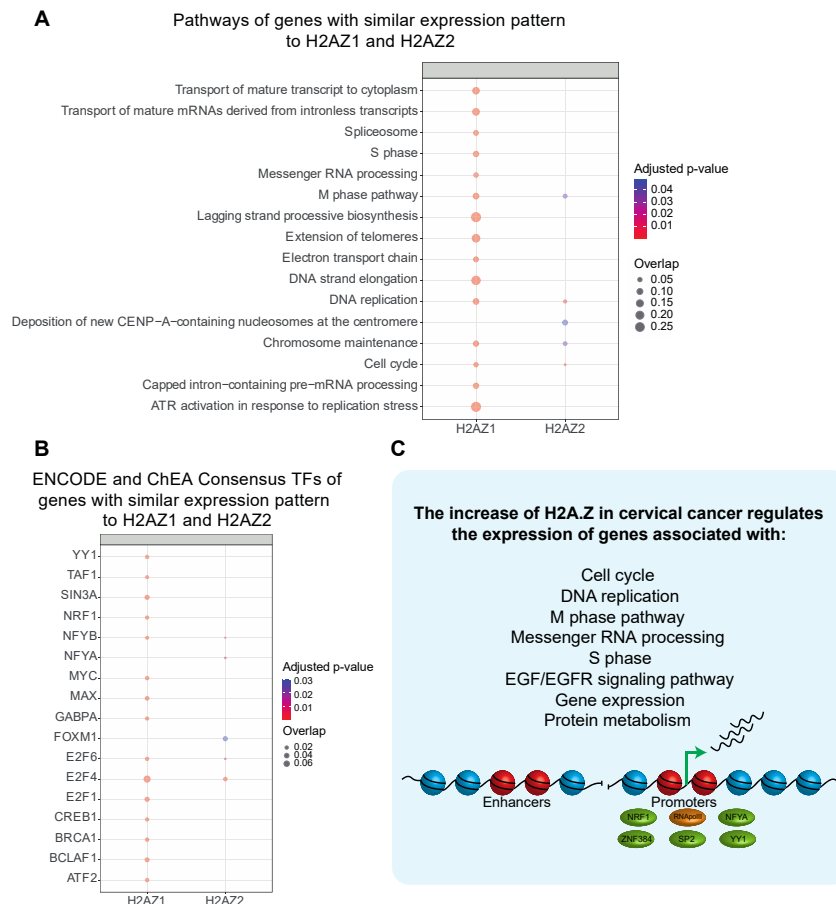 A
Pathways of genes with similar expression pattern
to H2AZ1 and H2AZ2
Transport of mature transcript to cytoplasm
Transport of mature mRNAs derived from intronless transcripts
Spliceosome
S phase
Messenger RNA processing
M phase pathway
Lagging strand processive biosynthesis
Extension of telomeres
Electron transport chain
DNA strand elongation
DNA replication
Deposition of new CENP−A−containing nucleosomes at the centromere
Chromosome maintenance
Cell cycle
Capped intron−containing pre−mRNA processing
ATR activation in response to replication stress
H2AZ1
H2AZ2
Adjusted p-value
0.04
0.03
0.02
0.01
Overlap
0.05
0.10
0.15
0.20
0.25
B
ENCODE and ChEA Consensus TFs of
genes with similar expression pattern
to H2AZ1 and H2AZ2
YY1
TAF1
SIN3A
NRF1
NFYB
NFYA
MYC
MAX
GABPA
FOXM1
E2F6
E2F4
E2F1
CREB1
BRCA1
BCLAF1
ATF2
H2AZ1
H2AZ2
Adjusted p-value
0.03
0.02
0.01
Overlap
0.02
0.04
0.06
C
The increase of H2A.Z in cervical cancer regulates
the expression of genes associated with:
Cell cycle
DNA replication
M phase pathway
Messenger RNA processing
S phase
EGF/EGFR signaling pathway
Gene expression
Protein metabolism
Enhancers
Promoters
NRF1
RNApolII
NFYA
ZNF384
SP2
YY1